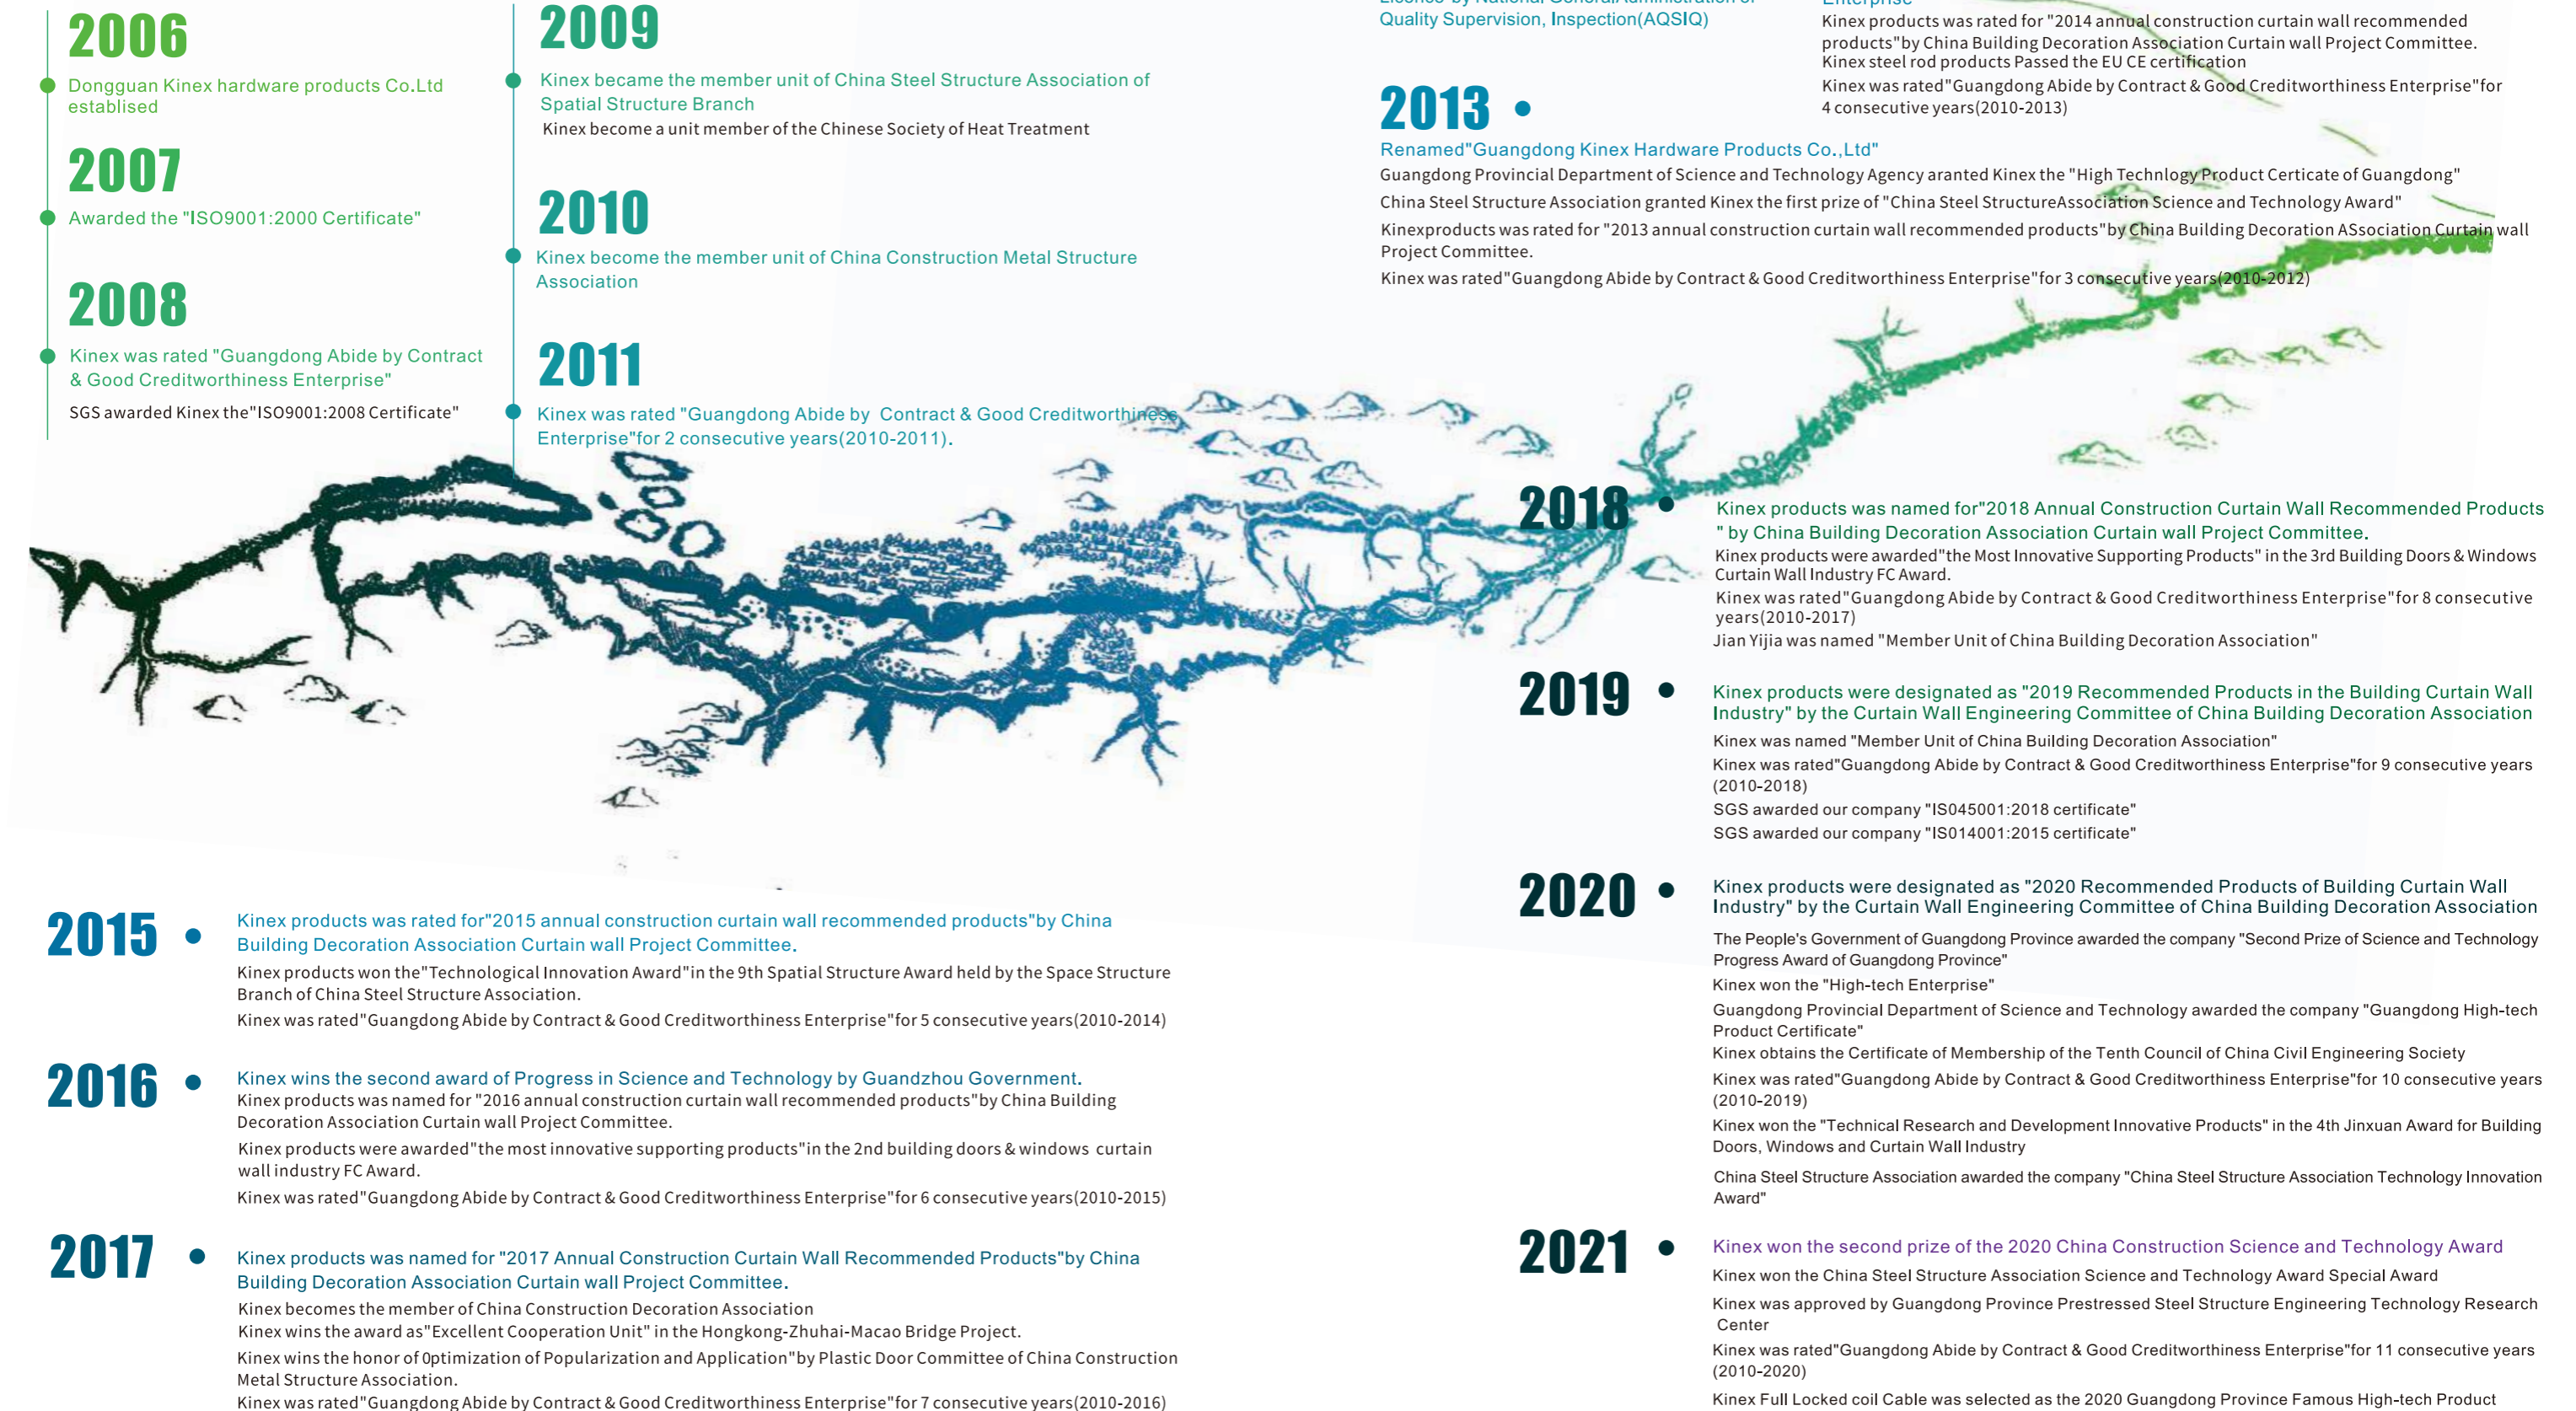 2006
Dongguan Kinex hardware products Co.Ltd
establised
2007
Awarded the "ISO9001:2000 Certificate"
2008
Kinex was rated "Guangdong Abide by Contract
& Good Creditworthiness Enterprise"
SGS awarded Kinex the"ISO9001:2008 Certificate"
2009
Kinex became the member unit of China Steel Structure Association of
Spatial Structure Branch
Kinex become a unit member of the Chinese Society of Heat Treatment
2010
Kinex become the member unit of China Construction Metal Structure
Association
2011
Kinex was rated "Guangdong Abide by Contract & Good Creditworthiness
Enterprise"for 2 consecutive years(2010-2011).
Licence by National General Administration of
Quality Supervision, Inspection(AQSIQ)
2013
Renamed"Guangdong Kinex Hardware Products Co.,Ltd"
Guangdong Provincial Department of Science and Technology Agency aranted Kinex the "High Technlogy Product Certicate of Guangdong"
China Steel Structure Association granted Kinex the first prize of "China Steel StructureAssociation Science and Technology Award"
Kinexproducts was rated for "2013 annual construction curtain wall recommended products"by China Building Decoration ASsociation Curtain wall
Project Committee.
Kinex was rated"Guangdong Abide by Contract & Good Creditworthiness Enterprise"for 3 consecutive years(2010-2012)
Enterprise
Kinex products was rated for "2014 annual construction curtain wall recommended
products"by China Building Decoration Association Curtain wall Project Committee.
Kinex steel rod products Passed the EU CE certification
Kinex was rated"Guangdong Abide by Contract & Good Creditworthiness Enterprise"for
4 consecutive years(2010-2013)
2015
Kinex products was rated for"2015 annual construction curtain wall recommended products"by China
Building Decoration Association Curtain wall Project Committee.
Kinex products won the"Technological Innovation Award"in the 9th Spatial Structure Award held by the Space Structure
Branch of China Steel Structure Association.
Kinex was rated"Guangdong Abide by Contract & Good Creditworthiness Enterprise"for 5 consecutive years(2010-2014)
2016
Kinex wins the second award of Progress in Science and Technology by Guandzhou Government.
Kinex products was named for "2016 annual construction curtain wall recommended products"by China Building
Decoration Association Curtain wall Project Committee.
Kinex products were awarded"the most innovative supporting products"in the 2nd building doors & windows curtain
wall industry FC Award.
Kinex was rated"Guangdong Abide by Contract & Good Creditworthiness Enterprise"for 6 consecutive years(2010-2015)
2017
Kinex products was named for "2017 Annual Construction Curtain Wall Recommended Products"by China
Building Decoration Association Curtain wall Project Committee.
Kinex becomes the member of China Construction Decoration Association
Kinex wins the award as"Excellent Cooperation Unit" in the Hongkong-Zhuhai-Macao Bridge Project.
Kinex wins the honor of 0ptimization of Popularization and Application"by Plastic Door Committee of China Construction
Metal Structure Association.
Kinex was rated"Guangdong Abide by Contract & Good Creditworthiness Enterprise"for 7 consecutive years(2010-2016)
2018
Kinex products was named for"2018 Annual Construction Curtain Wall Recommended Products
" by China Building Decoration Association Curtain wall Project Committee.
Kinex products were awarded"the Most Innovative Supporting Products" in the 3rd Building Doors & Windows
Curtain Wall Industry FC Award.
Kinex was rated"Guangdong Abide by Contract & Good Creditworthiness Enterprise"for 8 consecutive
years(2010-2017)
Jian Yijia was named "Member Unit of China Building Decoration Association"
2019
Kinex products were designated as "2019 Recommended Products in the Building Curtain Wall
Industry" by the Curtain Wall Engineering Committee of China Building Decoration Association
Kinex was named "Member Unit of China Building Decoration Association"
Kinex was rated"Guangdong Abide by Contract & Good Creditworthiness Enterprise"for 9 consecutive years
(2010-2018)
SGS awarded our company "IS045001:2018 certificate"
SGS awarded our company "IS014001:2015 certificate"
2020
Kinex products were designated as "2020 Recommended Products of Building Curtain Wall
Industry" by the Curtain Wall Engineering Committee of China Building Decoration Association
The People's Government of Guangdong Province awarded the company "Second Prize of Science and Technology
Progress Award of Guangdong Province"
Kinex won the "High-tech Enterprise"
Guangdong Provincial Department of Science and Technology awarded the company "Guangdong High-tech
Product Certificate"
Kinex obtains the Certificate of Membership of the Tenth Council of China Civil Engineering Society
Kinex was rated"Guangdong Abide by Contract & Good Creditworthiness Enterprise"for 10 consecutive years
(2010-2019)
Kinex won the "Technical Research and Development Innovative Products" in the 4th Jinxuan Award for Building
Doors, Windows and Curtain Wall Industry
China Steel Structure Association awarded the company "China Steel Structure Association Technology Innovation
Award"
2021
Kinex won the second prize of the 2020 China Construction Science and Technology Award
Kinex won the China Steel Structure Association Science and Technology Award Special Award
Kinex was approved by Guangdong Province Prestressed Steel Structure Engineering Technology Research
Center
Kinex was rated"Guangdong Abide by Contract & Good Creditworthiness Enterprise"for 11 consecutive years
(2010-2020)
Kinex Full Locked coil Cable was selected as the 2020 Guangdong Province Famous High-tech Product